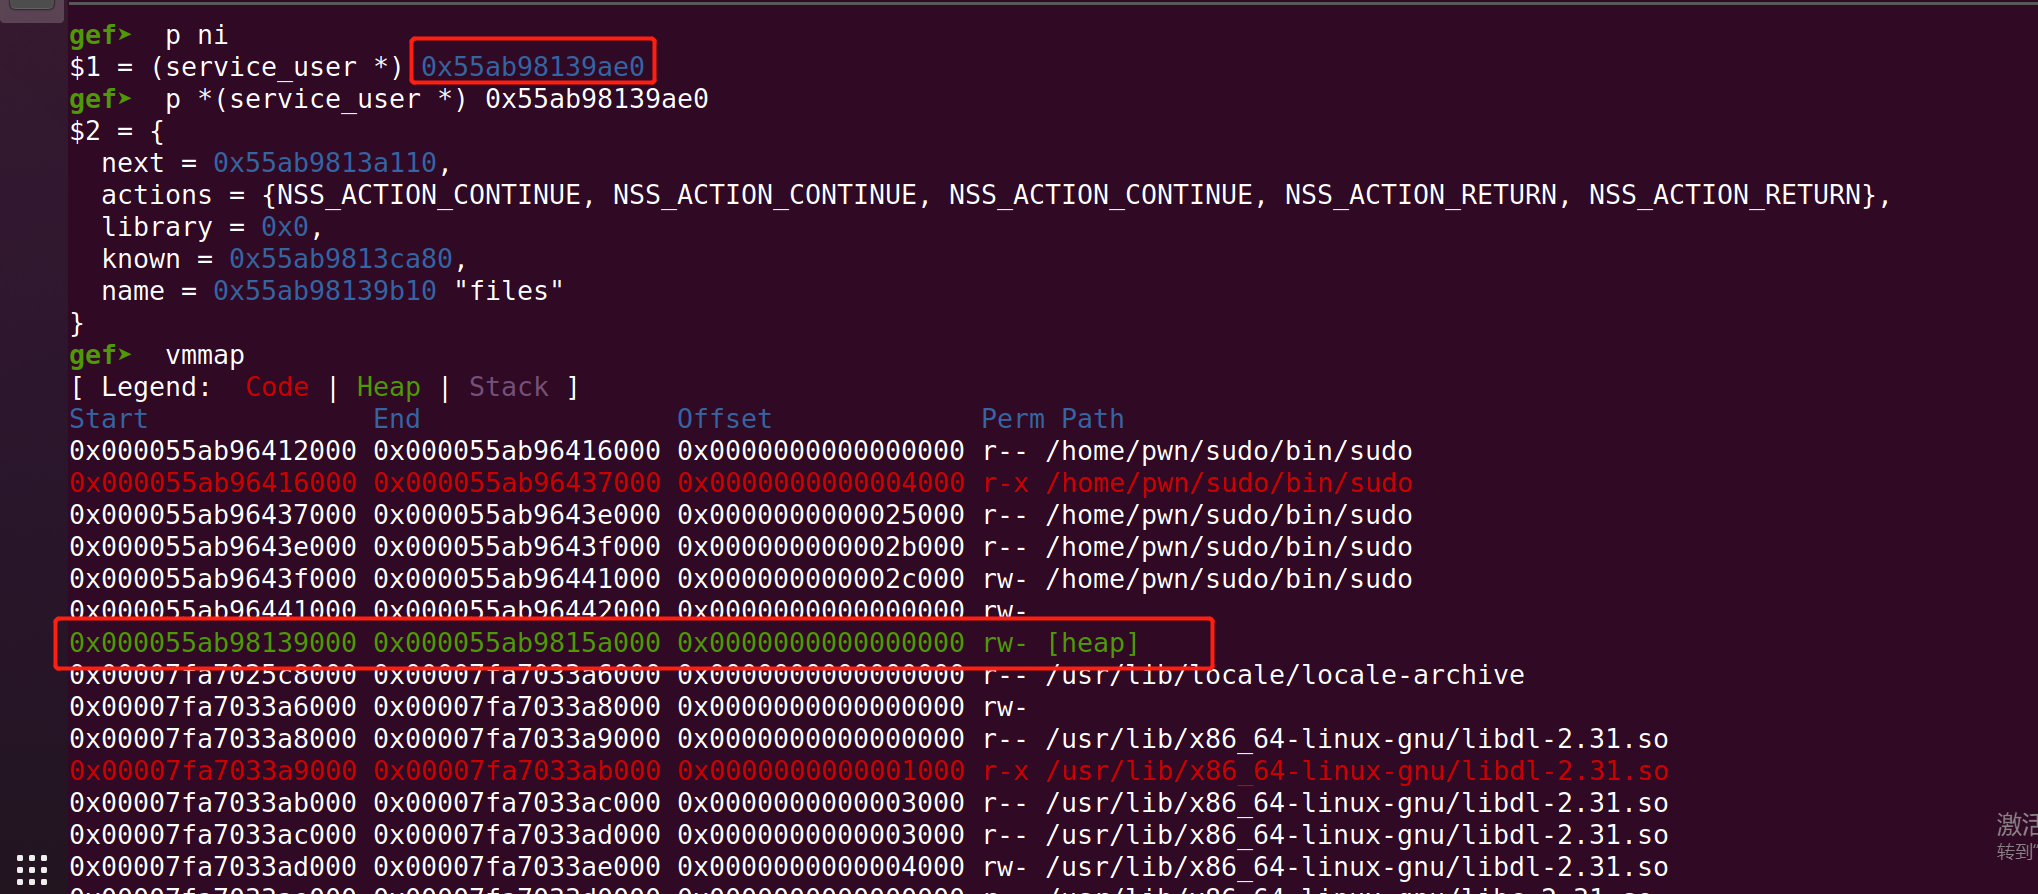 gef➤  p ni
$1 = (service_user *) 0x55ab98139ae0
gef➤  p *(service_user *) 0x55ab98139ae0
$2 = {
  next = 0x55ab9813a110,
  actions = {NSS_ACTION_CONTINUE, NSS_ACTION_CONTINUE, NSS_ACTION_CONTINUE, NSS_ACTION_RETURN, NSS_ACTION_RETURN},
  library = 0x0,
  known = 0x55ab9813ca80,
  name = 0x55ab98139b10 "files"
}
gef➤  vmmap
[ Legend:  Code | Heap | Stack ]
Start              End                Offset             Perm Path
0x000055ab96412000 0x000055ab96416000 0x0000000000000000 r-- /home/pwn/sudo/bin/sudo
0x000055ab96416000 0x000055ab96437000 0x0000000000004000 r-x /home/pwn/sudo/bin/sudo
0x000055ab96437000 0x000055ab9643e000 0x0000000000025000 r-- /home/pwn/sudo/bin/sudo
0x000055ab9643e000 0x000055ab9643f000 0x000000000002b000 r-- /home/pwn/sudo/bin/sudo
0x000055ab9643f000 0x000055ab96441000 0x000000000002c000 rw- /home/pwn/sudo/bin/sudo
0x000055ab96441000 0x000055ab96442000 0x0000000000000000 rw-
0x000055ab98139000 0x000055ab9815a000 0x0000000000000000 rw- [heap]
0x00007fa7025c8000 0x00007fa7033a6000 0x0000000000000000 r-- /usr/lib/locale/locale-archive
0x00007fa7033a6000 0x00007fa7033a8000 0x0000000000000000 rw-
0x00007fa7033a8000 0x00007fa7033a9000 0x0000000000000000 r-- /usr/lib/x86_64-linux-gnu/libdl-2.31.so
0x00007fa7033a9000 0x00007fa7033ab000 0x0000000000001000 r-x /usr/lib/x86_64-linux-gnu/libdl-2.31.so
0x00007fa7033ab000 0x00007fa7033ac000 0x0000000000003000 r-- /usr/lib/x86_64-linux-gnu/libdl-2.31.so
0x00007fa7033ac000 0x00007fa7033ad000 0x0000000000003000 r-- /usr/lib/x86_64-linux-gnu/libdl-2.31.so
0x00007fa7033ad000 0x00007fa7033ae000 0x0000000000004000 rw- /usr/lib/x86_64-linux-gnu/libdl-2.31.so
激活
转到"